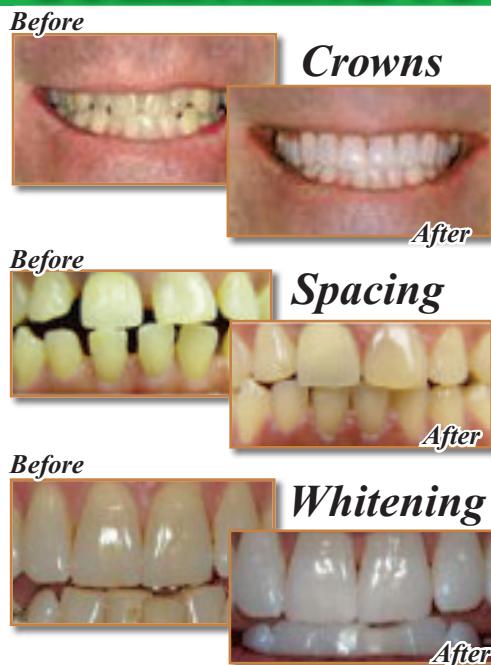 Before
Crowns
After
Before
Spacing
After
Before
Whitening
After